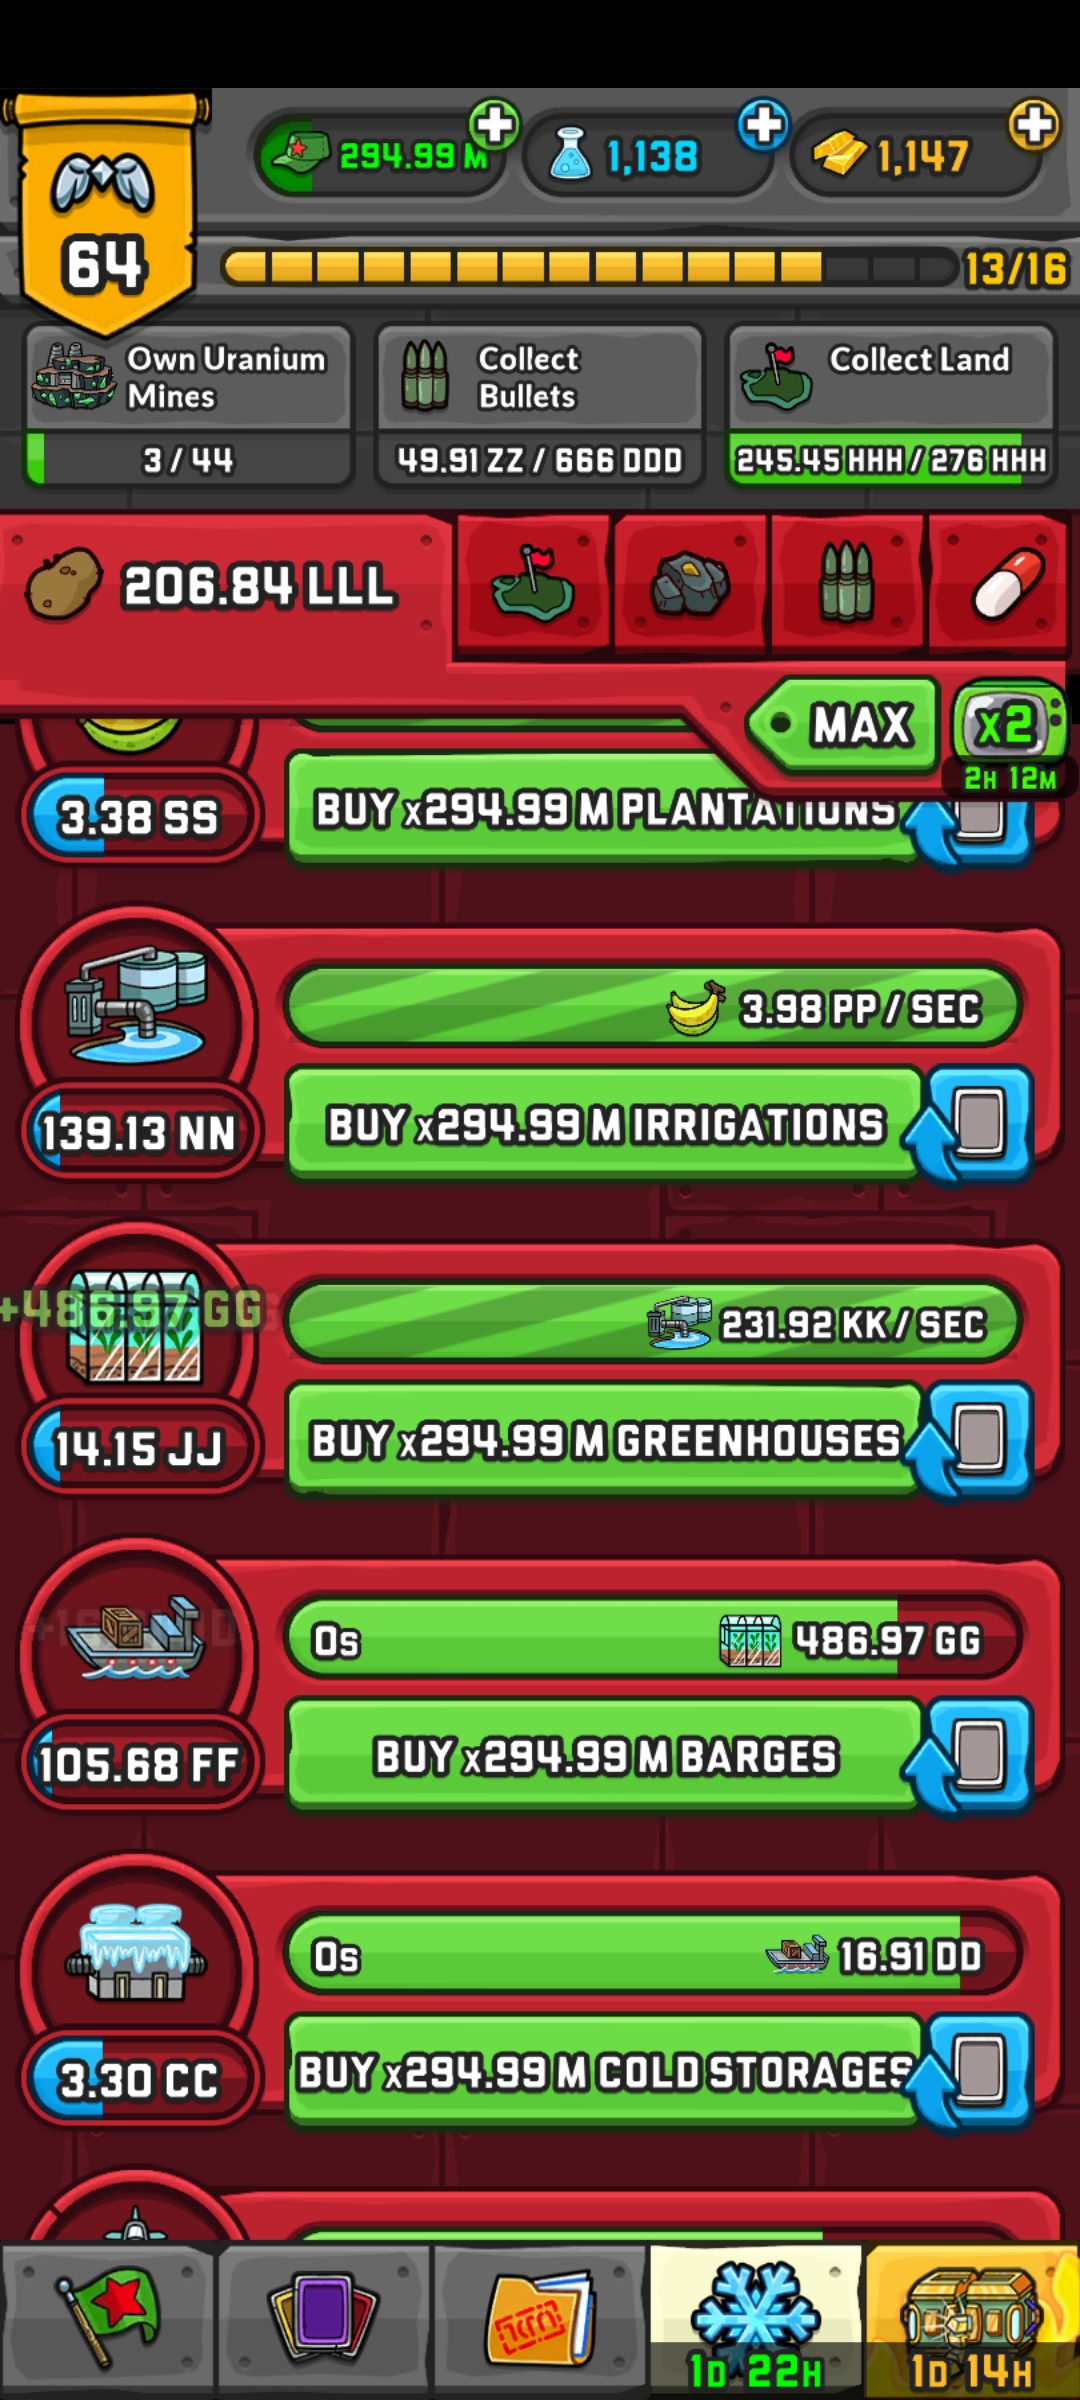 294.99 M
1,138
1,147
64
13/16
Own Uranium
Mines
3 / 44
Collect
Bullets
49.91 ZZ / 666 DDD
Collect Land
245.45 HHH / 276 HHH
206.84 LLL
MAX
x2
2H 12M
3.38 SS
BUY x294.99 M PLANTATIONS
3.98 PP / SEC
139.13 NN
BUY x294.99 M IRRIGATIONS
+486.97 GG
231.92 KK / SEC
14.15 JJ
BUY x294.99 M GREENHOUSES
0s
486.97 GG
105.68 FF
BUY x294.99 M BARGES
0s
16.91 DD
3.30 CC
BUY x294.99 M COLD STORAGES
1D 22H
1D 14H